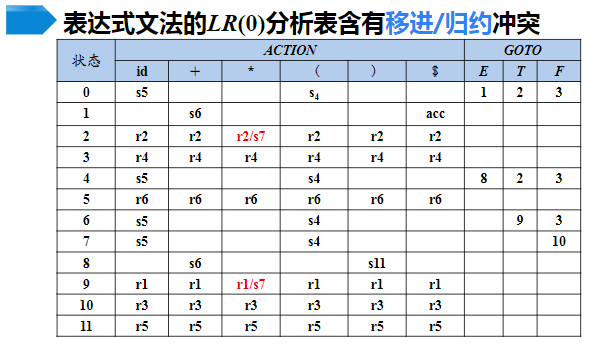 表达式文法的LR(0)分析表含有移进/归约冲突
状态 ACTION GOTO
id + * ( ) $ E T F
0 s5 s4 1 2 3
1 s6 acc
2 r2 r2 r2/s7 r2 r2 r2
3 r4 r4 r4 r4 r4 r4
4 s5 s4 8 2 3
5 r6 r6 r6 r6 r6 r6
6 s5 s4 9 3
7 s5 s4 10
8 s6 s11
9 r1 r1 r1/s7 r1 r1 r1
10 r3 r3 r3 r3 r3 r3
11 r5 r5 r5 r5 r5 r5